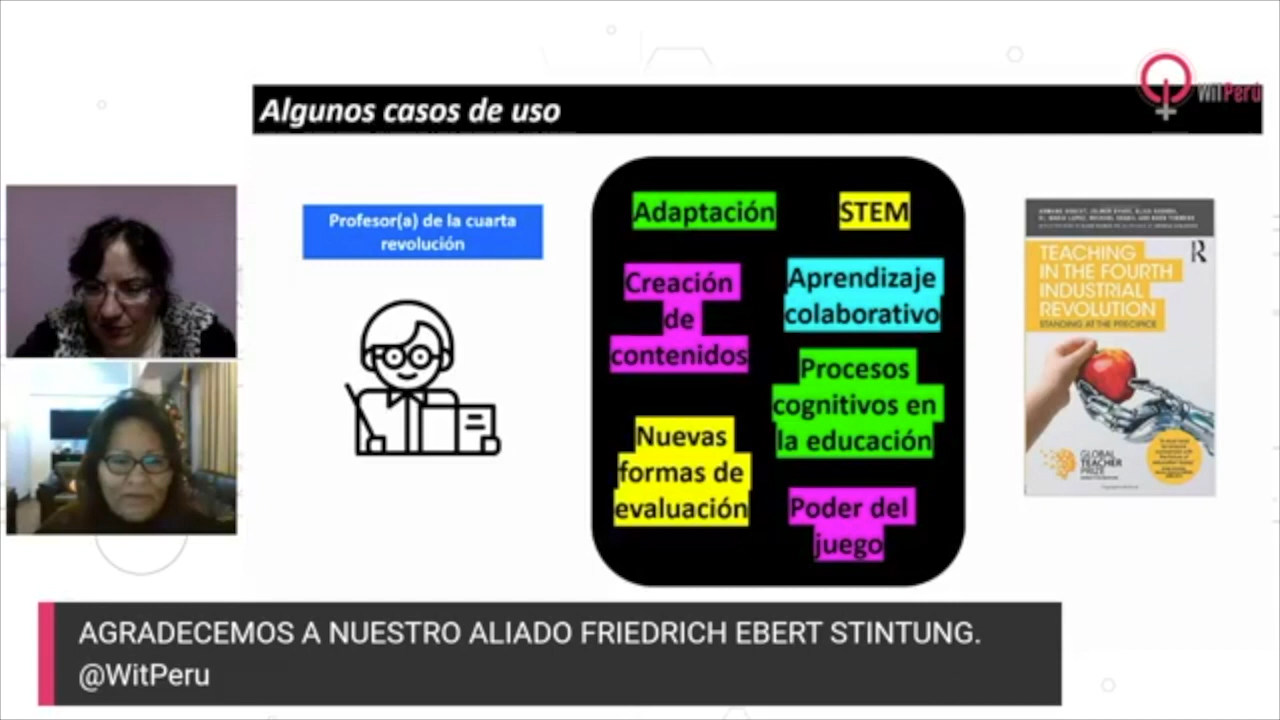 Algunos casos de uso
WitPerú
Profesor(a) de la cuarta
revolución
Adaptación
STEM
Creación
de
contenidos
Aprendizaje
colaborativo
Procesos
cognitivos en
la educación
Nuevas
formas de
evaluación
Poder del
juego
TEACHING
IN THE FOURTH
INDUSTRIAL
REVOLUTION
STANDING AT THE PRECIPICE
R
GLOBAL
TEACHER
PRIZE
AGRADECEMOS A NUESTRO ALIADO FRIEDRICH EBERT STINTUNG.
@WitPeru